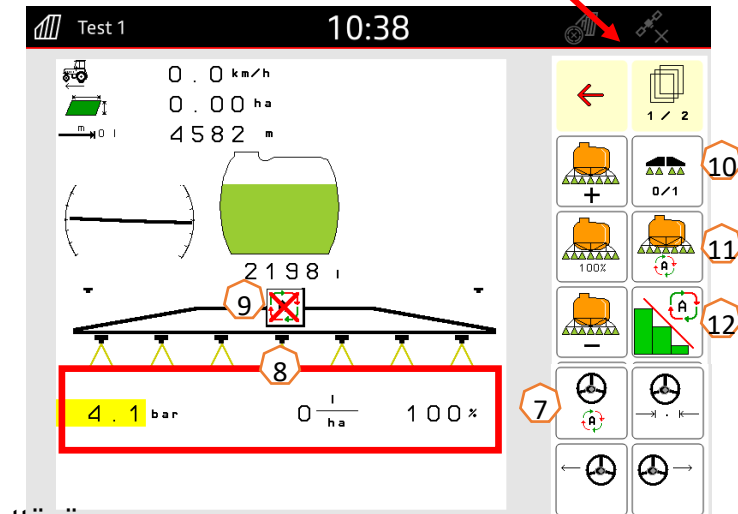 Test 1 10:38
0.0 km/h
0.00 ha
m 0 l 4582 m
1 / 2
+ 0/1 10
100% A 11
2198 l
9
− A 12
8
4.1 bar 0 l/ha 100%
7 A